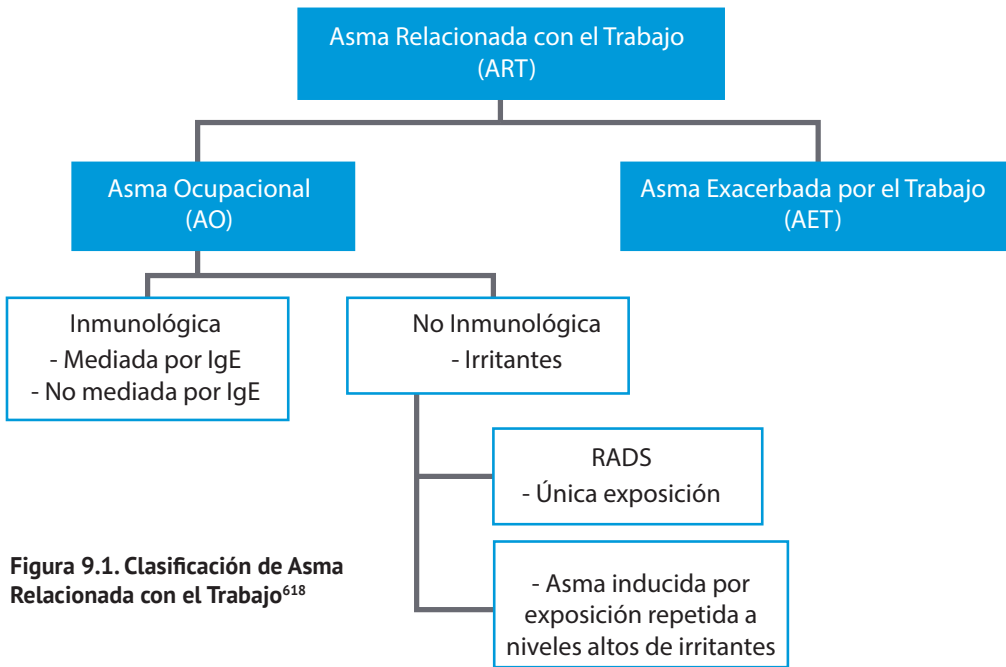 Asma Relacionada con el Trabajo
(ART)
Asma Ocupacional
(AO)
Asma Exacerbada por el Trabajo
(AET)
Inmunológica
- Mediada por IgE
- No mediada por IgE
No Inmunológica
- Irritantes
RADS
- Única exposición
- Asma inducida por
exposición repetida a
niveles altos de irritantes
Figura 9.1. Clasificación de Asma
Relacionada con el Trabajo⁶¹⁸